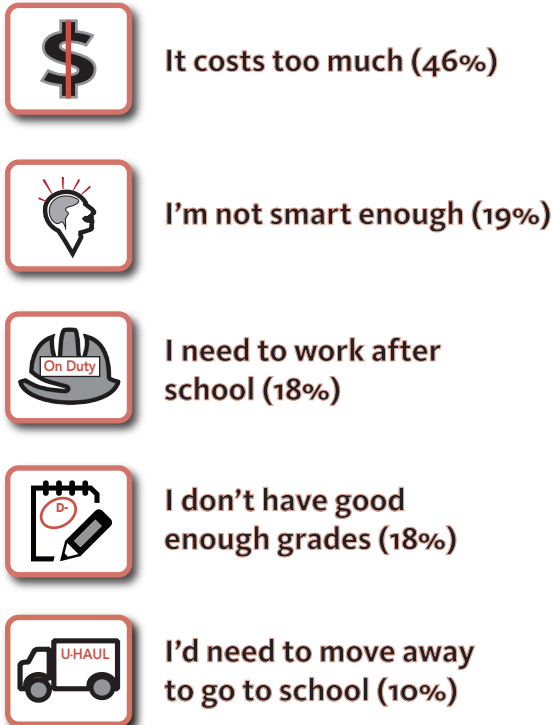 $
It costs too much (46%)
I'm not smart enough (19%)
On Duty
I need to work after
school (18%)
D-
I don't have good
enough grades (18%)
U-HAUL
I'd need to move away
to go to school (10%)